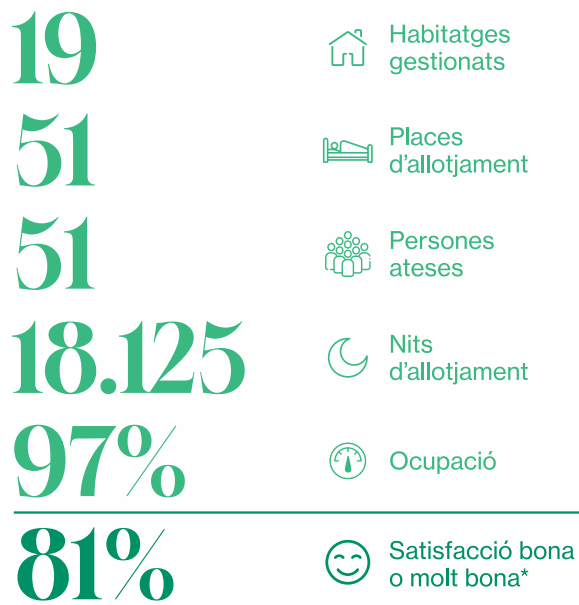 19
Habitatges
gestionats
51
Places
d’allotjament
51
Persones
ateses
18.125
Nits
d’allotjament
97%
Ocupació
81%
Satisfacció bona
o molt bona*